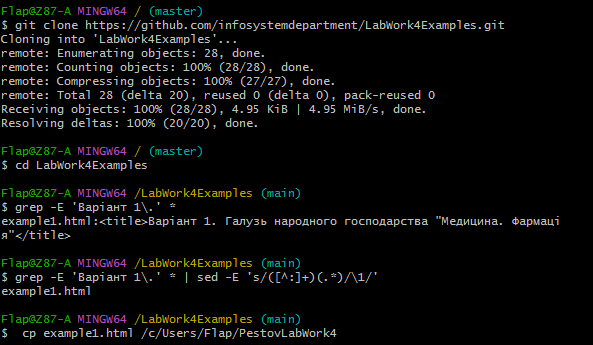 Flap@Z87-A MINGW64 / (master)
$ git clone https://github.com/infosystemdepartment/LabWork4Examples.git
Cloning into 'LabWork4Examples'...
remote: Enumerating objects: 28, done.
remote: Counting objects: 100% (28/28), done.
remote: Compressing objects: 100% (27/27), done.
remote: Total 28 (delta 20), reused 0 (delta 0), pack-reused 0
Receiving objects: 100% (28/28), 4.95 KiB | 4.95 MiB/s, done.
Resolving deltas: 100% (20/20), done.
Flap@Z87-A MINGW64 / (master)
$ cd LabWork4Examples
Flap@Z87-A MINGW64 /LabWork4Examples (main)
$ grep -E 'Варіант 1\.' *
example1.html:<title>Варіант 1. Галузь народного господарства "Медицина. Фармаці
я"</title>
Flap@Z87-A MINGW64 /LabWork4Examples (main)
$ grep -E 'Варіант 1\.' * | sed -E 's/([^:]+)(.*)/\1/'
example1.html
Flap@Z87-A MINGW64 /LabWork4Examples (main)
$  cp example1.html /c/Users/Flap/PestovLabWork4